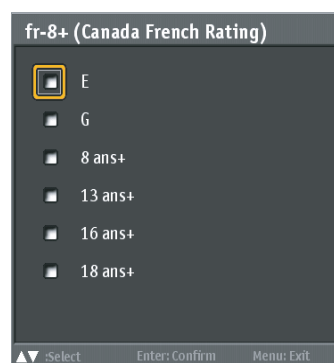 fr-8+ (Canada French Rating)
E
G
8 ans+
13 ans+
16 ans+
18 ans+
▲▼ :Select Enter: Confirm Menu: Exit